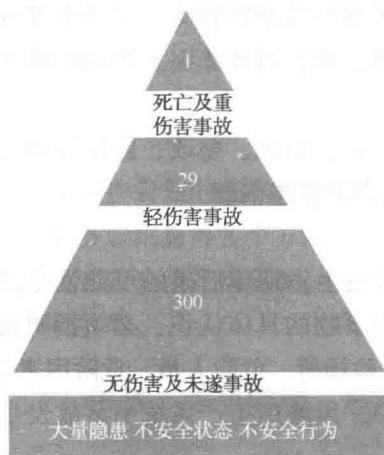 1
死亡及重
伤害事故
29
轻伤害事故
300
无伤害及未遂事故
大量隐患 不安全状态 不安全行为